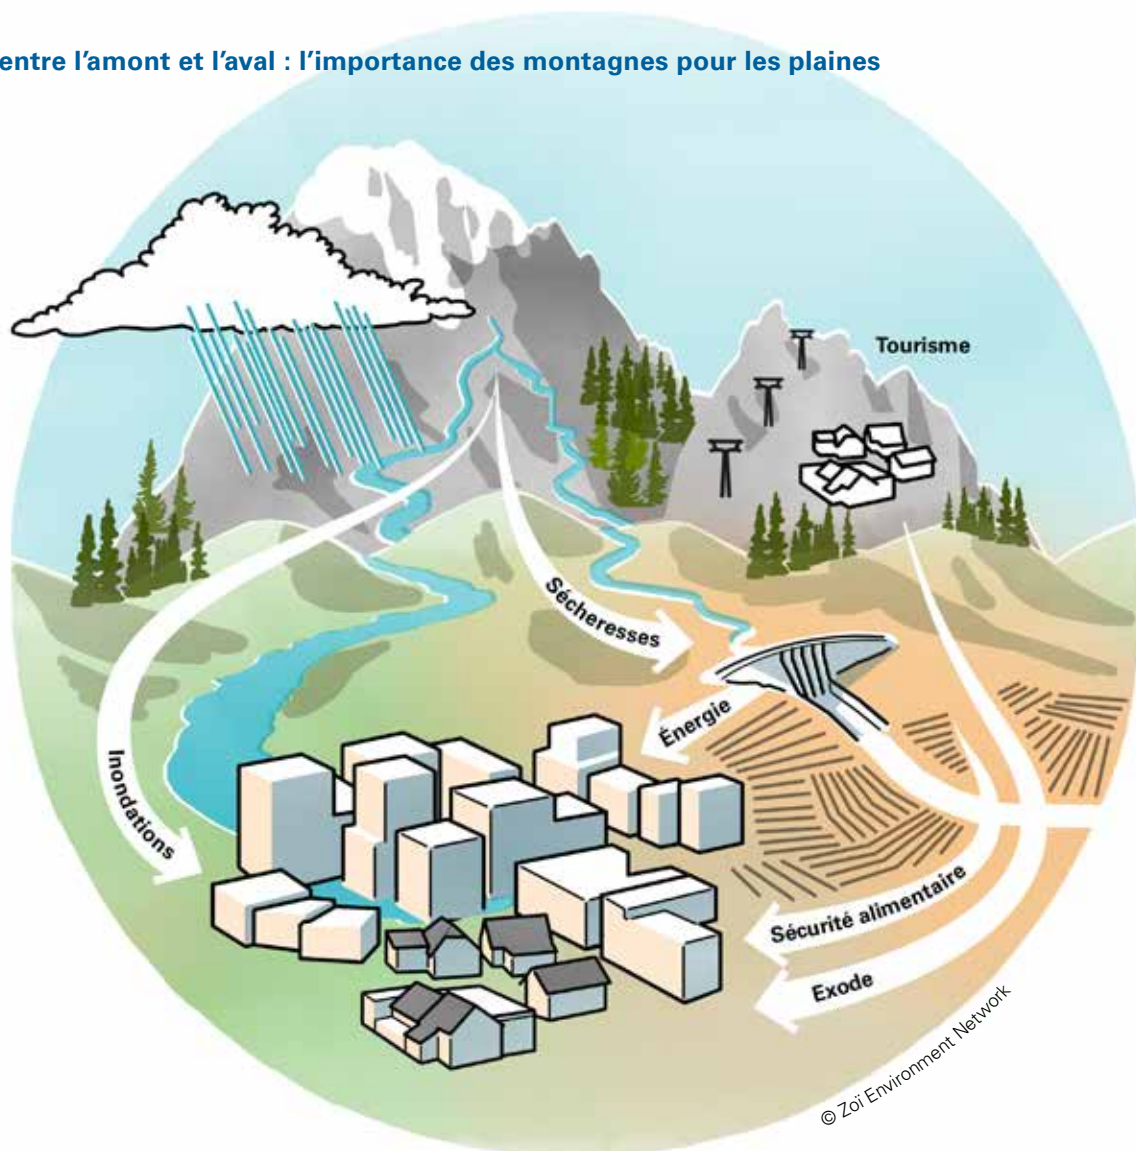 entre l'amont et l'aval : l'importance des montagnes pour les plaines
Tourisme
Sécheresses
Énergie
Inondations
Sécurité alimentaire
Exode
© Zoï Environment Network